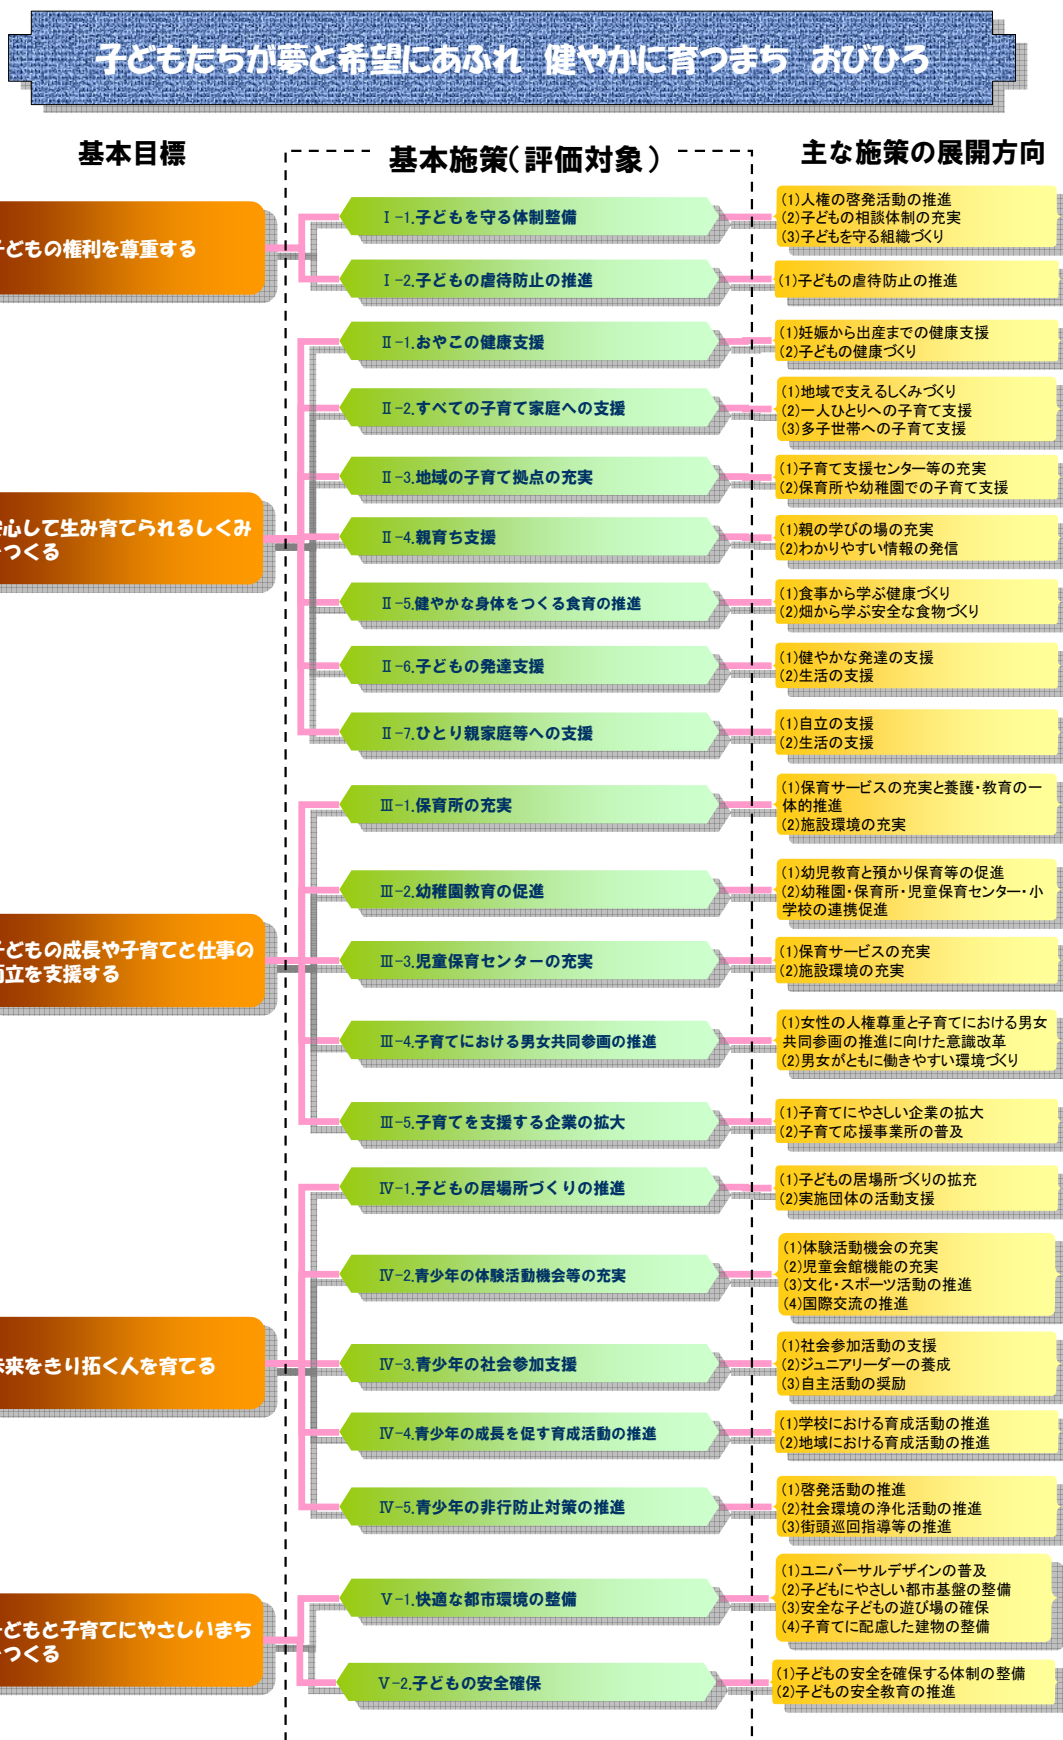 子どもたちが夢と希望にあふれ 健やかに育つまち おびひろ
基本目標
基本施策(評価対象)
主な施策の展開方向
子どもの権利を尊重する
Ⅰ-1.子どもを守る体制整備
(1)人権の啓発活動の推進
(2)子どもの相談体制の充実
(3)子どもを守る組織づくり
Ⅰ-2.子どもの虐待防止の推進
(1)子どもの虐待防止の推進
安心して生み育てられるしくみ
をつくる
Ⅱ-1.おやこの健康支援
(1)妊娠から出産までの健康支援
(2)子どもの健康づくり
Ⅱ-2.すべての子育て家庭への支援
(1)地域で支えるしくみづくり
(2)一人ひとりへの子育て支援
(3)多子世帯への子育て支援
Ⅱ-3.地域の子育て拠点の充実
(1)子育て支援センター等の充実
(2)保育所や幼稚園での子育て支援
Ⅱ-4.親育ち支援
(1)親の学びの場の充実
(2)わかりやすい情報の発信
Ⅱ-5.健やかな身体をつくる食育の推進
(1)食事から学ぶ健康づくり
(2)畑から学ぶ安全な食物づくり
Ⅱ-6.子どもの発達支援
(1)健やかな発達の支援
(2)生活の支援
Ⅱ-7.ひとり親家庭等への支援
(1)自立の支援
(2)生活の支援
子どもの成長や子育てと仕事の
両立を支援する
Ⅲ-1.保育所の充実
(1)保育サービスの充実と養護・教育の一
体的推進
(2)施設環境の充実
Ⅲ-2.幼稚園教育の促進
(1)幼児教育と預かり保育等の促進
(2)幼稚園・保育所・児童保育センター・小
学校の連携促進
Ⅲ-3.児童保育センターの充実
(1)保育サービスの充実
(2)施設環境の充実
Ⅲ-4.子育てにおける男女共同参画の推進
(1)女性の人権尊重と子育てにおける男女
共同参画の推進に向けた意識改革
(2)男女がともに働きやすい環境づくり
Ⅲ-5.子育てを支援する企業の拡大
(1)子育てにやさしい企業の拡大
(2)子育て応援事業所の普及
未来をきり拓く人を育てる
Ⅳ-1.子どもの居場所づくりの推進
(1)子どもの居場所づくりの拡充
(2)実施団体の活動支援
Ⅳ-2.青少年の体験活動機会等の充実
(1)体験活動機会の充実
(2)児童会館機能の充実
(3)文化・スポーツ活動の推進
(4)国際交流の推進
Ⅳ-3.青少年の社会参加支援
(1)社会参加活動の支援
(2)ジュニアリーダーの養成
(3)自主活動の奨励
Ⅳ-4.青少年の成長を促す育成活動の推進
(1)学校における育成活動の推進
(2)地域における育成活動の推進
Ⅳ-5.青少年の非行防止対策の推進
(1)啓発活動の推進
(2)社会環境の浄化活動の推進
(3)街頭巡回指導等の推進
子どもと子育てにやさしいまち
をつくる
Ⅴ-1.快適な都市環境の整備
(1)ユニバーサルデザインの普及
(2)子どもにやさしい都市基盤の整備
(3)安全な子どもの遊び場の確保
(4)子育てに配慮した建物の整備
Ⅴ-2.子どもの安全確保
(1)子どもの安全を確保する体制の整備
(2)子どもの安全教育の推進